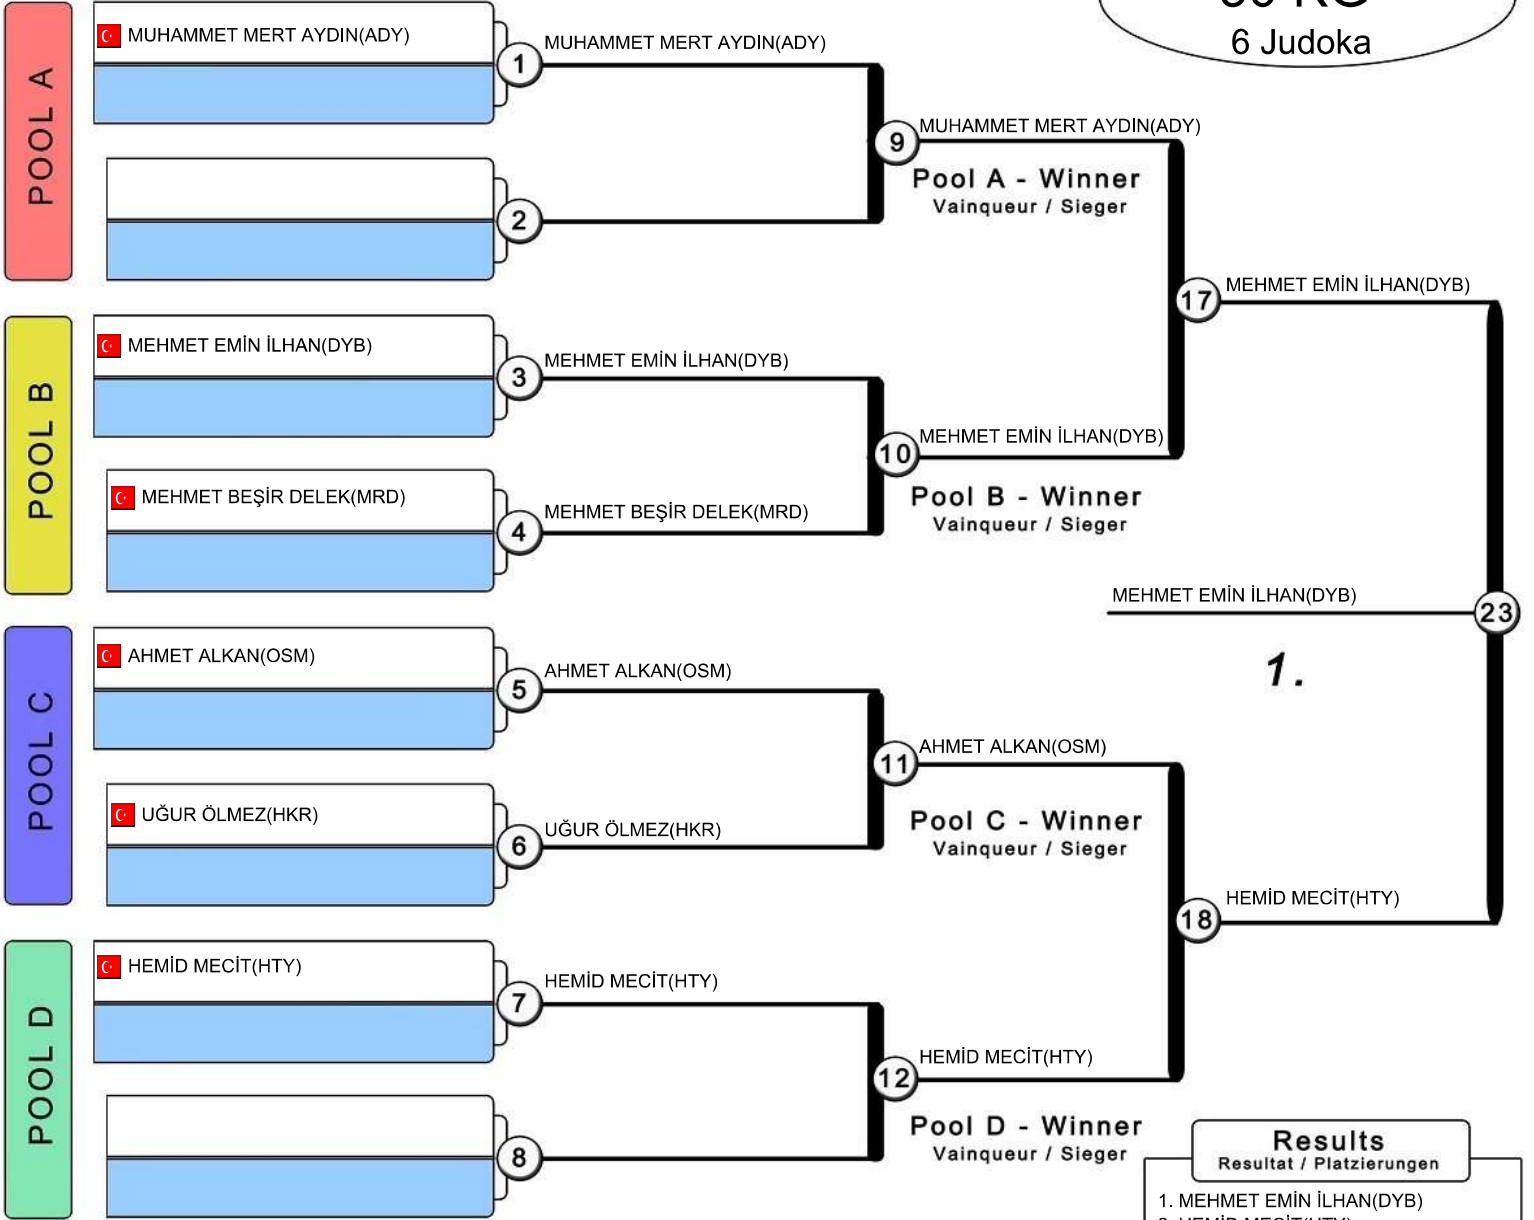 6 Judoka
POOL A
MUHAMMET MERT AYDIN(ADY)
1
MUHAMMET MERT AYDIN(ADY)
2
9
MUHAMMET MERT AYDIN(ADY)
Pool A - Winner
Vainqueur / Sieger
POOL B
MEHMET EMİN İLHAN(DYB)
3
MEHMET EMİN İLHAN(DYB)
MEHMET BEŞİR DELEK(MRD)
4
MEHMET BEŞİR DELEK(MRD)
10
MEHMET EMİN İLHAN(DYB)
Pool B - Winner
Vainqueur / Sieger
17
MEHMET EMİN İLHAN(DYB)
POOL C
AHMET ALKAN(OSM)
5
AHMET ALKAN(OSM)
UĞUR ÖLMEZ(HKR)
6
UĞUR ÖLMEZ(HKR)
11
AHMET ALKAN(OSM)
Pool C - Winner
Vainqueur / Sieger
POOL D
HEMİD MECİT(HTY)
7
HEMİD MECİT(HTY)
8
12
HEMİD MECİT(HTY)
Pool D - Winner
Vainqueur / Sieger
18
HEMİD MECİT(HTY)
MEHMET EMİN İLHAN(DYB)
23
1.
Results
Resultat / Platzierungen
1. MEHMET EMİN İLHAN(DYB)